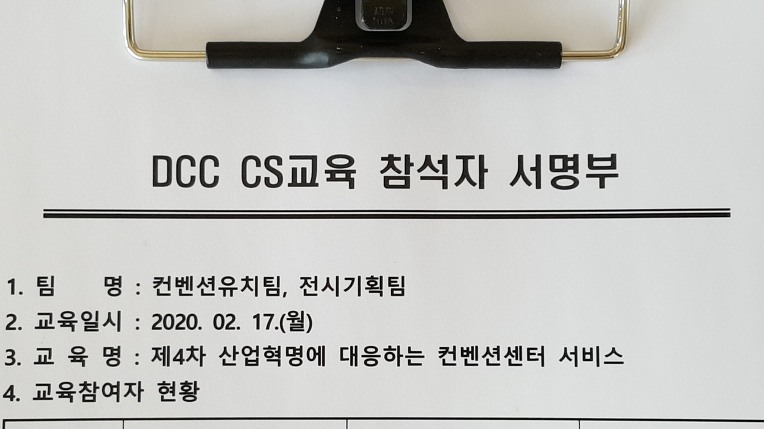 DCC CS교육 참석자 서명부
1. 팀 명 : 컨벤션유치팀, 전시기획팀
2. 교육일시 : 2020. 02. 17.(월)
3. 교 육 명 : 제4차 산업혁명에 대응하는 컨벤션센터 서비스
4. 교육참여자 현황